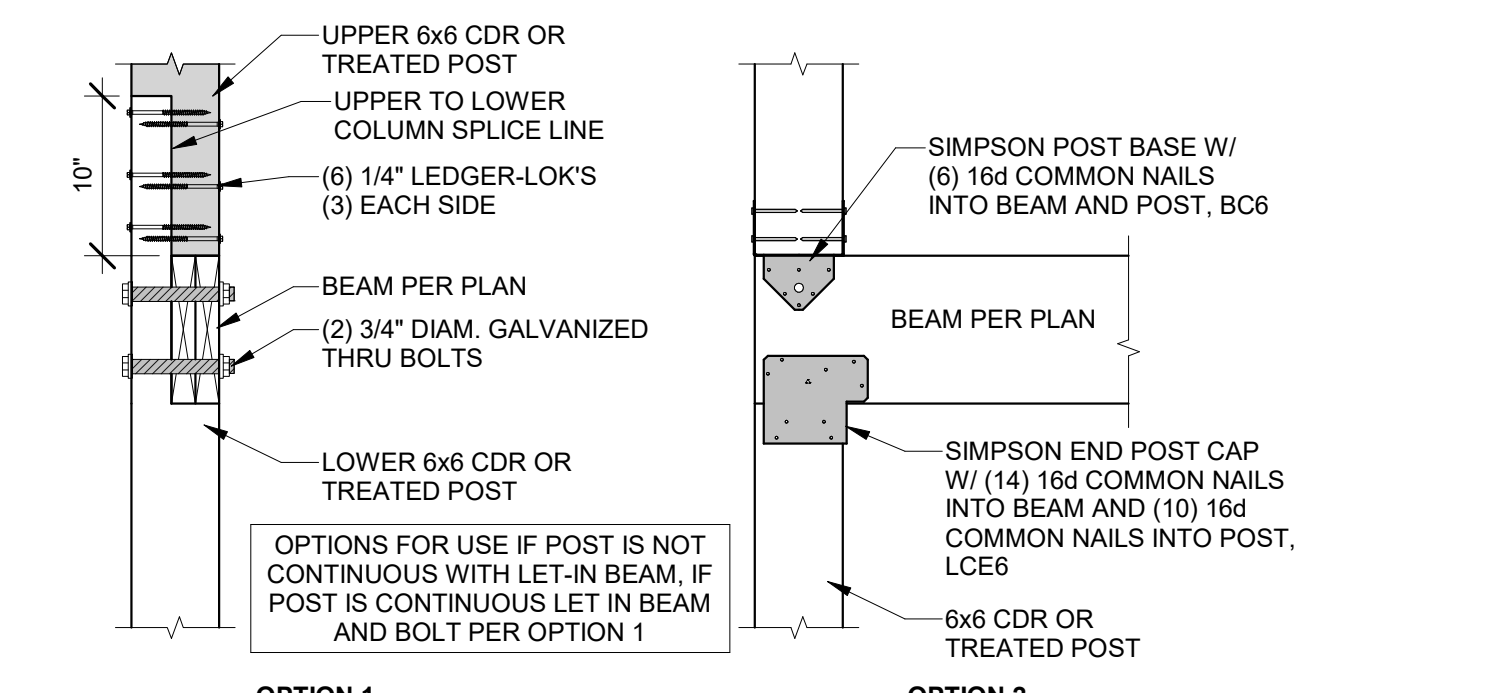 UPPER 6x6 CDR OR
TREATED POST
UPPER TO LOWER
COLUMN SPLICE LINE
10"
(6) 1/4" LEDGER-LOK'S
(3) EACH SIDE
BEAM PER PLAN
(2) 3/4" DIAM. GALVANIZED
THRU BOLTS
LOWER 6x6 CDR OR
TREATED POST
OPTIONS FOR USE IF POST IS NOT
CONTINUOUS WITH LET-IN BEAM, IF
POST IS CONTINUOUS LET IN BEAM
AND BOLT PER OPTION 1
SIMPSON POST BASE W/
(6) 16d COMMON NAILS
INTO BEAM AND POST, BC6
BEAM PER PLAN
SIMPSON END POST CAP
W/ (14) 16d COMMON NAILS
INTO BEAM AND (10) 16d
COMMON NAILS INTO POST,
LCE6
6x6 CDR OR
TREATED POST
OPTION 1
OPTION 2